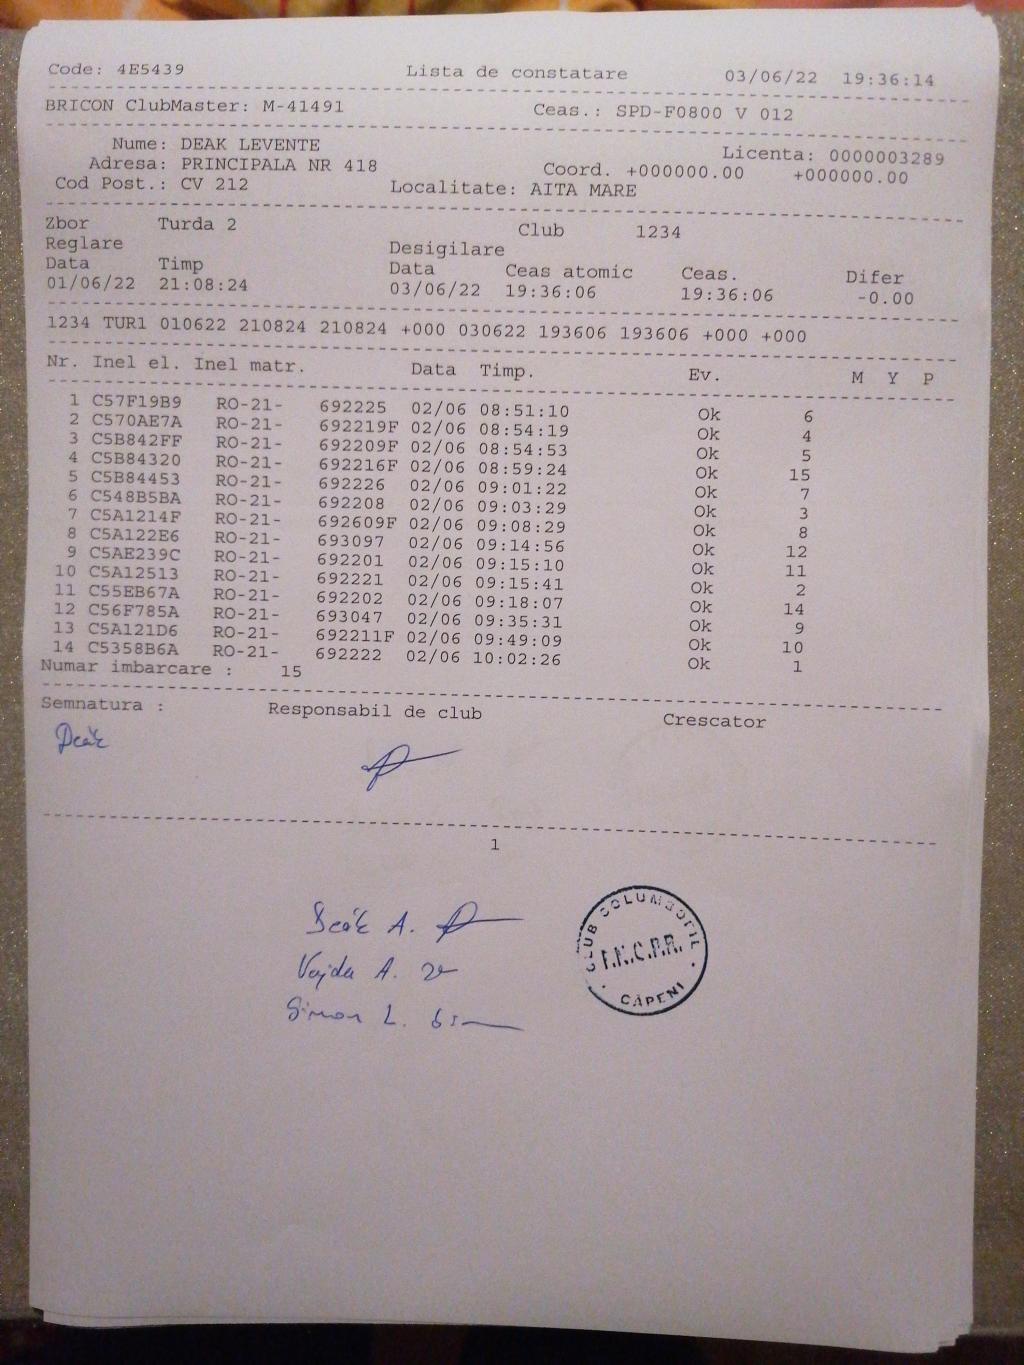 Code: 4E5439 Lista de constatare 03/06/22 19:36:14
BRICON ClubMaster: M-41491 Ceas.: SPD-F0800 V 012
Nume: DEAK LEVENTE Licenta: 0000003289
Adresa: PRINCIPALA NR 418 Coord. +000000.00 +000000.00
Cod Post.: CV 212 Localitate: AITA MARE
Zbor Turda 2 Club 1234
Reglare Desigilare
Data Timp Data Ceas atomic Ceas. Difer
01/06/22 21:08:24 03/06/22 19:36:06 19:36:06 -0.00
1234 TUR1 010622 210824 210824 +000 030622 193606 193606 +000 +000
Nr. Inel el. Inel matr. Data Timp. Ev. M Y P
1 C57F19B9 RO-21- 692225 02/06 08:51:10 Ok 6
2 C570AE7A RO-21- 692219F 02/06 08:54:19 Ok 4
3 C5B842FF RO-21- 692209F 02/06 08:54:53 Ok 5
4 C5B84320 RO-21- 692216F 02/06 08:59:24 Ok 15
5 C5B84453 RO-21- 692226 02/06 09:01:22 Ok 7
6 C548B5BA RO-21- 692208 02/06 09:03:29 Ok 3
7 C5A1214F RO-21- 692609F 02/06 09:08:29 Ok 8
8 C5A122E6 RO-21- 693097 02/06 09:14:56 Ok 12
9 C5AE239C RO-21- 692201 02/06 09:15:10 Ok 11
10 C5A12513 RO-21- 692221 02/06 09:15:41 Ok 2
11 C55EB67A RO-21- 692202 02/06 09:18:07 Ok 14
12 C56F785A RO-21- 693047 02/06 09:35:31 Ok 9
13 C5A121D6 RO-21- 692211F 02/06 09:49:09 Ok 10
14 C5358B6A RO-21- 692222 02/06 10:02:26 Ok 1
Numar imbarcare : 15
Semnatura : Responsabil de club Crescator
Deák
1
Deák A.
Vajda A.
Simon L.
CLUB COLUMBOFIL
CĂPENI